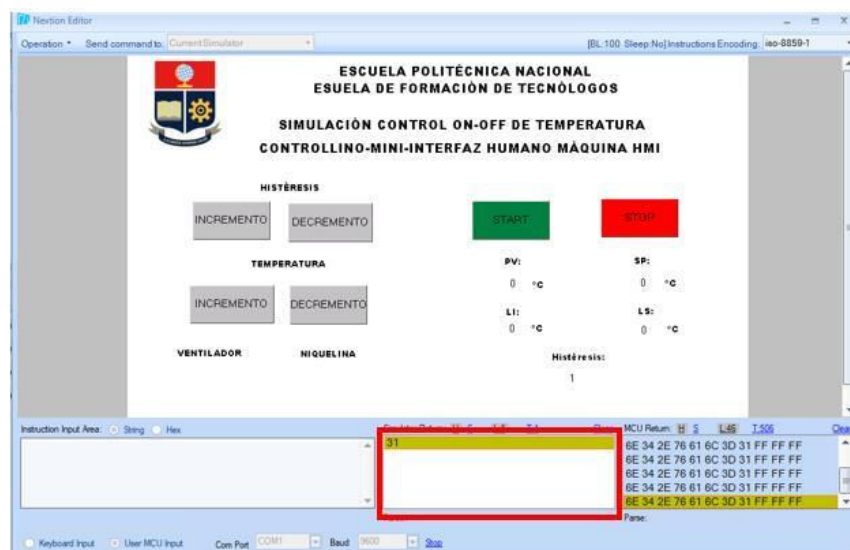 Nextion Editor
Operation Send command to: Current Simulator [BL:100 Sleep:No] Instructions Encoding: iso-8859-1
ESCUELA POLITÉCNICA NACIONAL
ESUELA DE FORMACIÒN DE TECNÒLOGOS
SIMULACIÒN CONTROL ON-OFF DE TEMPERATURA
CONTROLLINO-MINI-INTERFAZ HUMANO MÀQUINA HMI
HISTÈRESIS
INCREMENTO DECREMENTO START STOP
TEMPERATURA PV: SP:
0 °C 0 °C
INCREMENTO DECREMENTO
LI: LS:
0 °C 0 °C
VENTILADOR NIQUELINA Histéresis:
1
Instruction Input Area: String Hex MCU Return: H S L:46 T:506 Clear
31
6E 34 2E 76 61 6C 3D 31 FF FF FF
6E 34 2E 76 61 6C 3D 31 FF FF FF
6E 34 2E 76 61 6C 3D 31 FF FF FF
6E 34 2E 76 61 6C 3D 31 FF FF FF
6E 34 2E 76 61 6C 3D 31 FF FF FF
Parse:
Keyboard Input User MCU Input Com Port COM1 Baud 9600 Stop